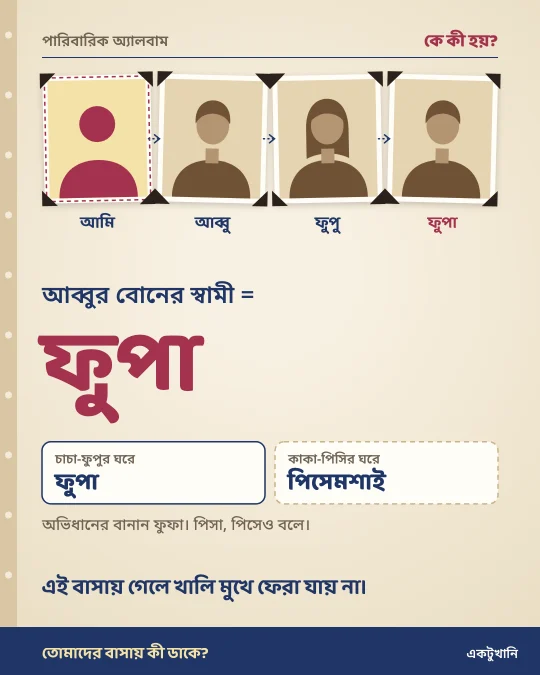 পারিবারিক অ্যালবাম
কে কী হয়?
আমি
আব্বু
ফুপু
ফুপা
আব্বুর বোনের স্বামী =
ফুপা
চাচা-ফুপুর ঘরে
ফুপা
কাকা-পিসির ঘরে
পিসেমশাই
অভিধানের বানান ফুফা। পিসা, পিসেও বলে।
এই বাসায় গেলে খালি মুখে ফেরা যায় না।
তোমাদের বাসায় কী ডাকে?
একটুখানি